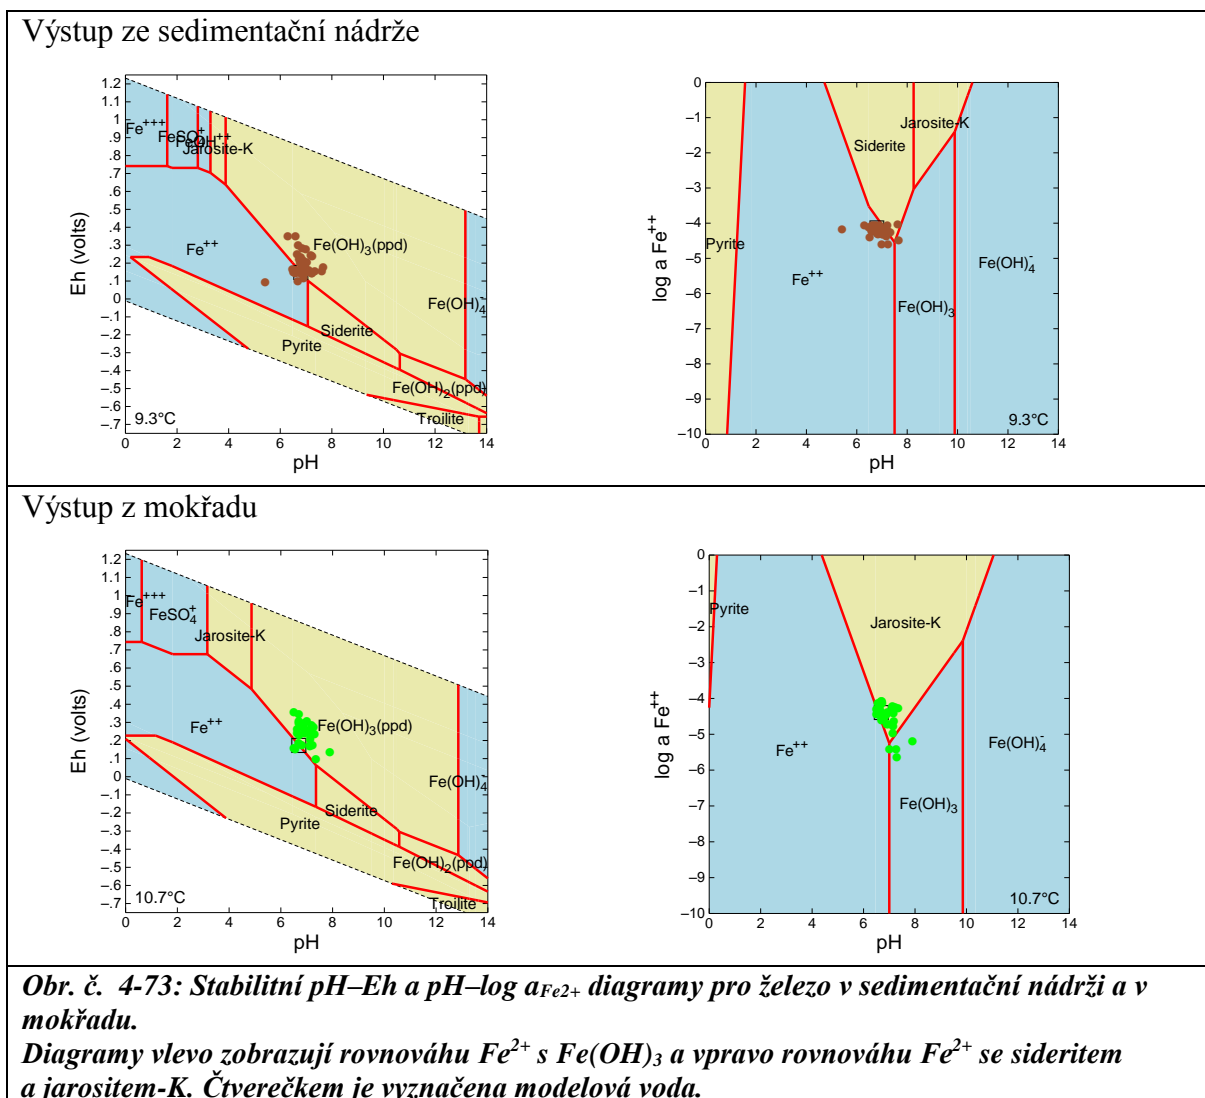 Výstup ze sedimentační nádrže
1.2
1.1
1
.9
.8
.7
.6
.5
.4
.3
.2
.1
0
–.1
–.2
–.3
–.4
–.5
–.6
–.7
Eh (volts)
Fe+++
FeSO4+
FeOH++
Jarosite-K
Fe++
Fe(OH)3(ppd)
Fe(OH)4-
Siderite
Pyrite
Fe(OH)2(ppd)
Troilite
9.3°C
0 2 4 6 8 10 12 14
pH
0
–1
–2
–3
–4
–5
–6
–7
–8
–9
–10
log a Fe++
Jarosite-K
Siderite
Pyrite
Fe++
Fe(OH)3
Fe(OH)4-
9.3°C
0 2 4 6 8 10 12 14
pH
Výstup z mokřadu
1.2
1.1
1
.9
.8
.7
.6
.5
.4
.3
.2
.1
0
–.1
–.2
–.3
–.4
–.5
–.6
–.7
Eh (volts)
Fe+++
FeSO4+
Jarosite-K
Fe++
Fe(OH)3(ppd)
Fe(OH)4-
Siderite
Pyrite
Fe(OH)2(ppd)
Troilite
10.7°C
0 2 4 6 8 10 12 14
pH
0
–1
–2
–3
–4
–5
–6
–7
–8
–9
–10
log a Fe++
Pyrite
Jarosite-K
Fe++
Fe(OH)4-
Fe(OH)3
10.7°C
0 2 4 6 8 10 12 14
pH
Obr. č. 4-73: Stabilitní pH–Eh a pH–log aFe2+ diagramy pro železo v sedimentační nádrži a v
mokřadu.
Diagramy vlevo zobrazují rovnováhu Fe2+ s Fe(OH)3 a vpravo rovnováhu Fe2+ se sideritem
a jarositem-K. Čtverečkem je vyznačena modelová voda.